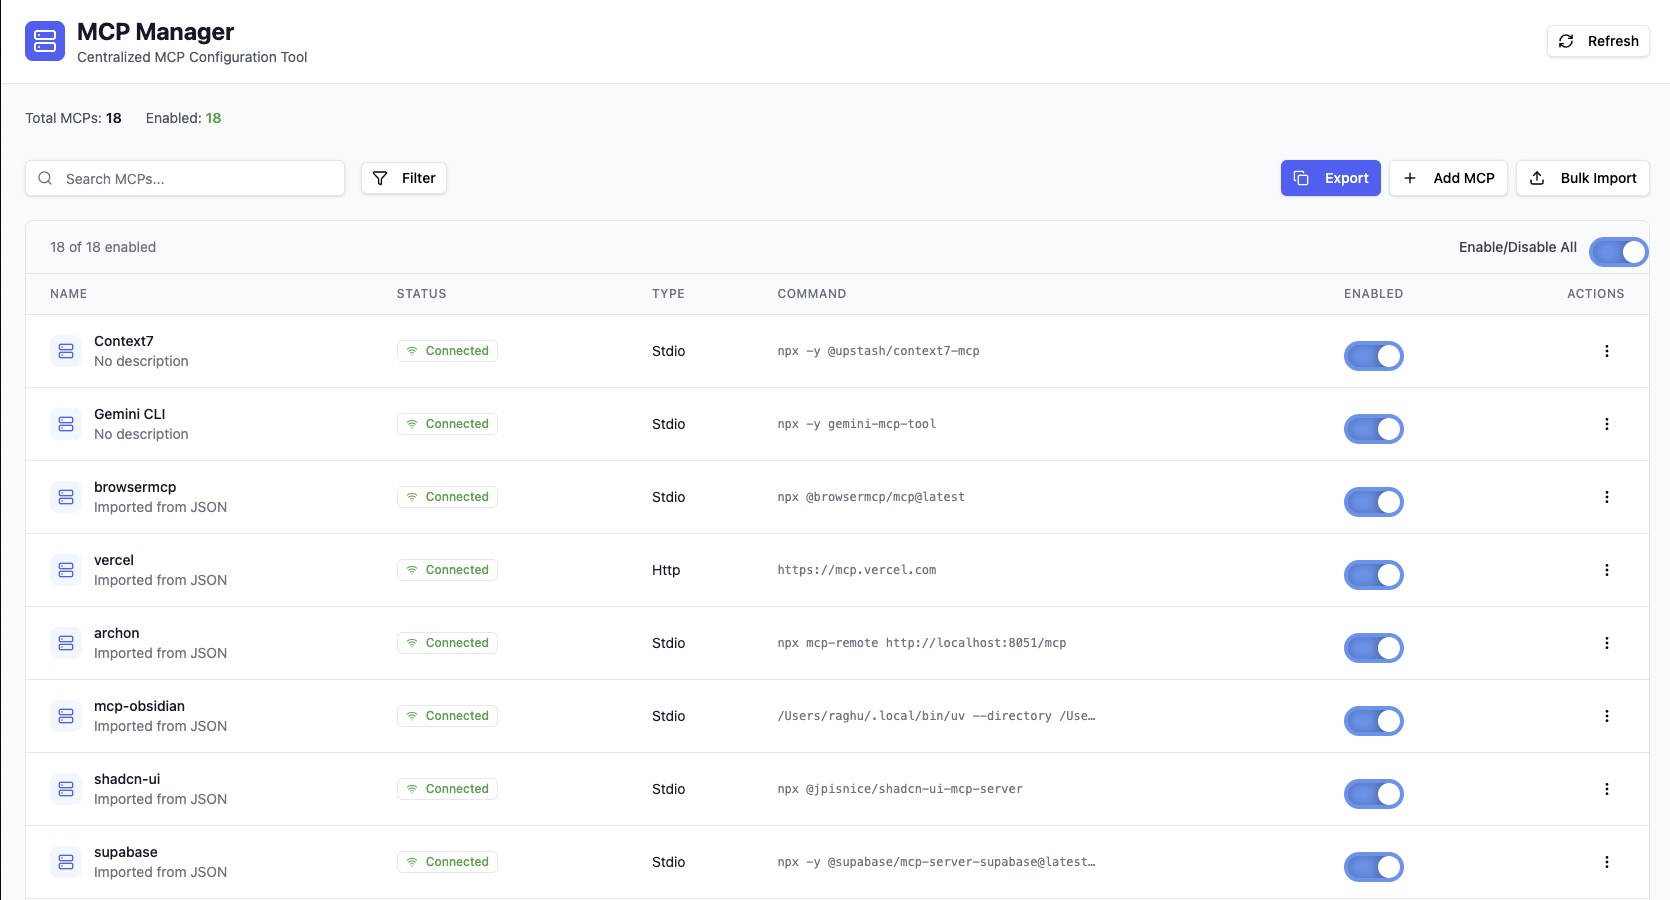 MCP Manager
Centralized MCP Configuration Tool
Refresh
Total MCPs: 18 Enabled: 18
Search MCPs...
Filter
Export
Add MCP
Bulk Import
18 of 18 enabled
Enable/Disable All
NAME STATUS TYPE COMMAND ENABLED ACTIONS
Context7
No description
Connected
Stdio
npx -y @upstash/context7-mcp
Gemini CLI
No description
Connected
Stdio
npx -y gemini-mcp-tool
browsermcp
Imported from JSON
Connected
Stdio
npx @browsermcp/mcp@latest
vercel
Imported from JSON
Connected
Http
https://mcp.vercel.com
archon
Imported from JSON
Connected
Stdio
npx mcp-remote http://localhost:8051/mcp
mcp-obsidian
Imported from JSON
Connected
Stdio
/Users/raghu/.local/bin/uv --directory /Use…
shadcn-ui
Imported from JSON
Connected
Stdio
npx @jpisnice/shadcn-ui-mcp-server
supabase
Imported from JSON
Connected
Stdio
npx -y @supabase/mcp-server-supabase@latest…